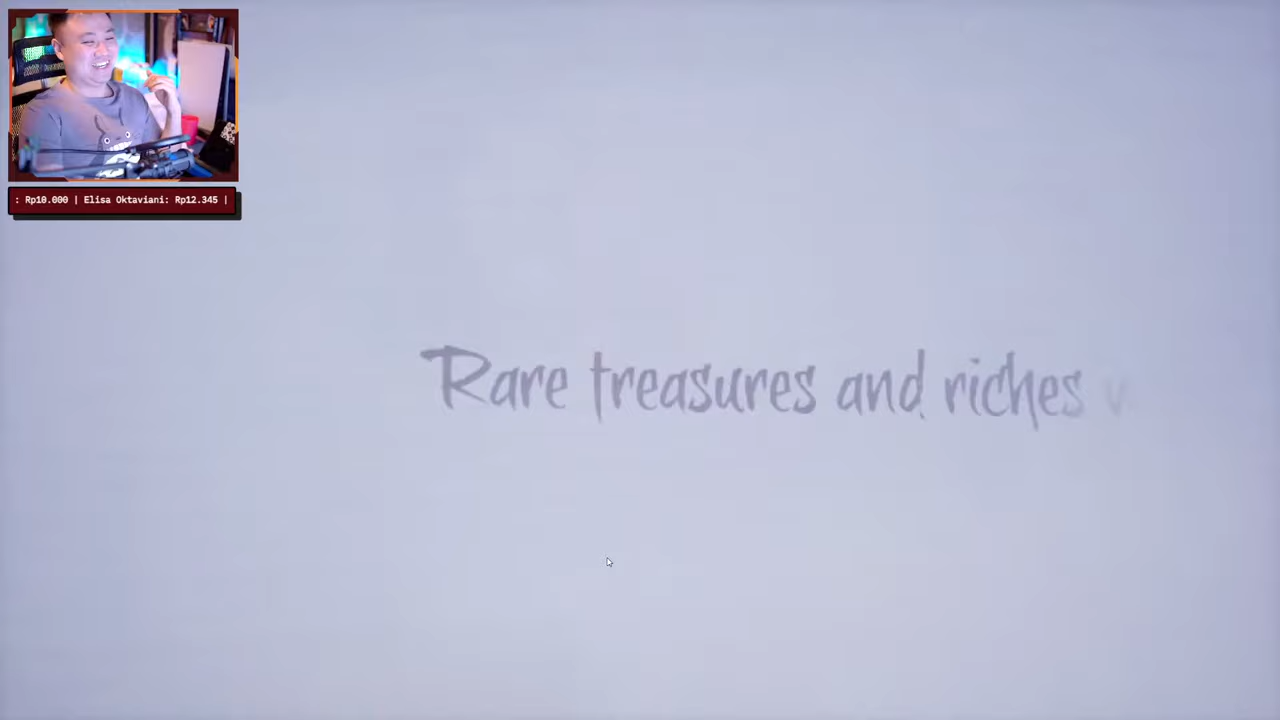 : Rp10.000 | Elisa Oktaviani: Rp12.345 |
Rare treasures and riches